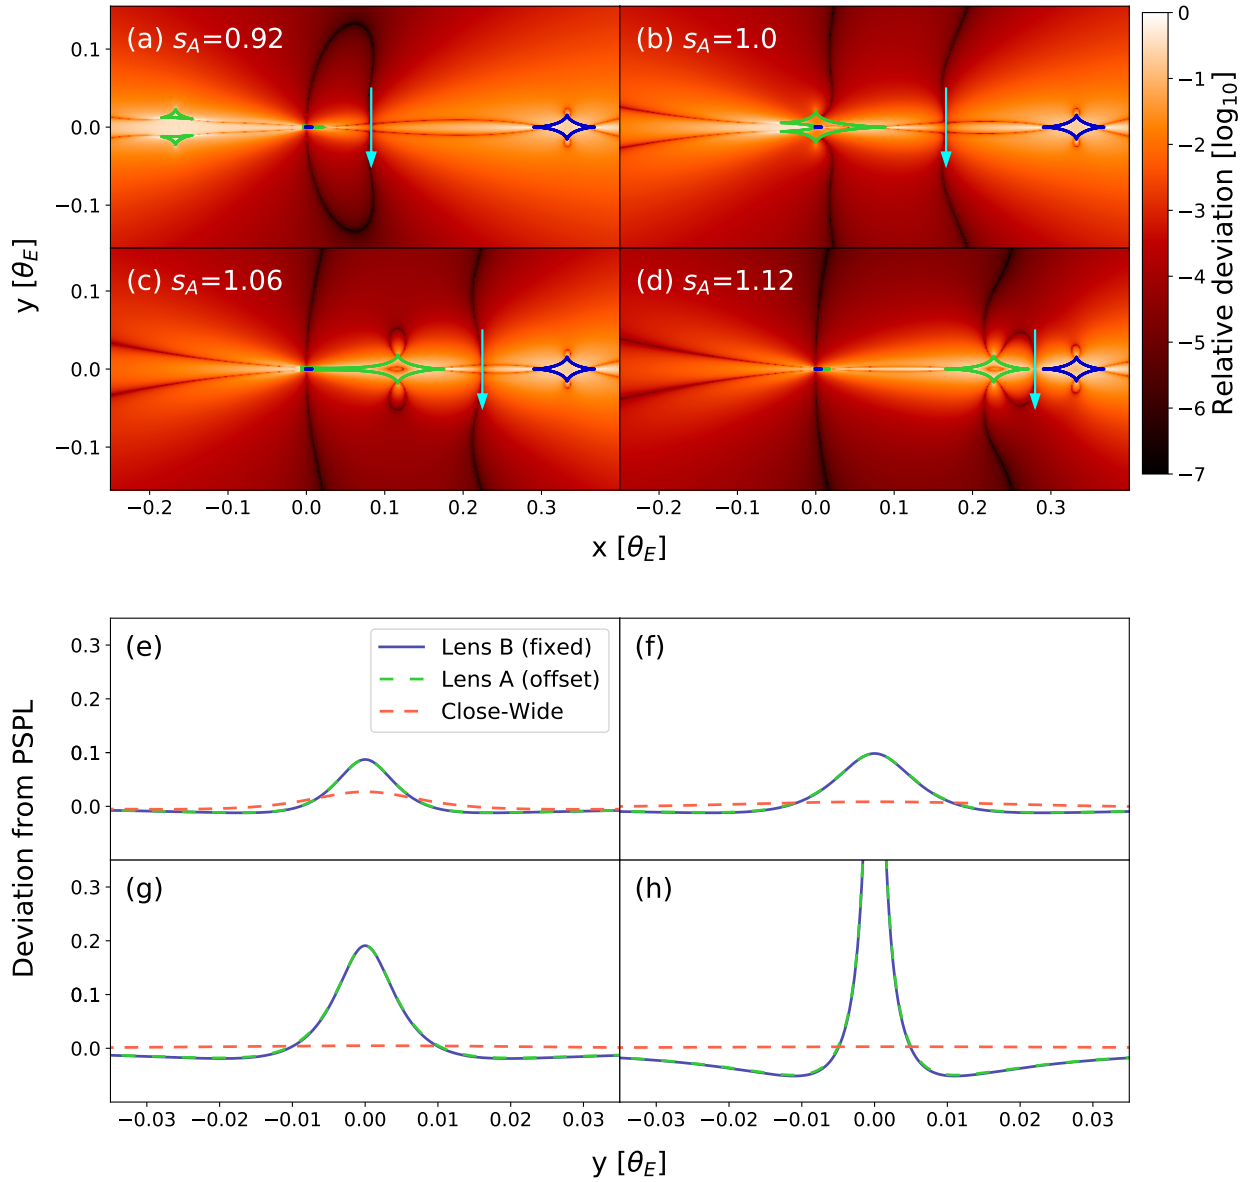 (a) s_A=0.92
(b) s_A=1.0
(c) s_A=1.06
(d) s_A=1.12
0.1
0.0
−0.1
0.1
0.0
−0.1
y [θ_E]
−0.2 −0.1 0.0 0.1 0.2 0.3
−0.2 −0.1 0.0 0.1 0.2 0.3
x [θ_E]
0
−1
−2
−3
−4
−5
−6
−7
Relative deviation [log₁₀]
(e)
(f)
(g)
(h)
Lens B (fixed)
Lens A (offset)
Close-Wide
0.3
0.2
0.1
0.0
0.3
0.2
0.1
0.0
Deviation from PSPL
−0.03 −0.02 −0.01 0.00 0.01 0.02 0.03
−0.03 −0.02 −0.01 0.00 0.01 0.02 0.03
y [θ_E]